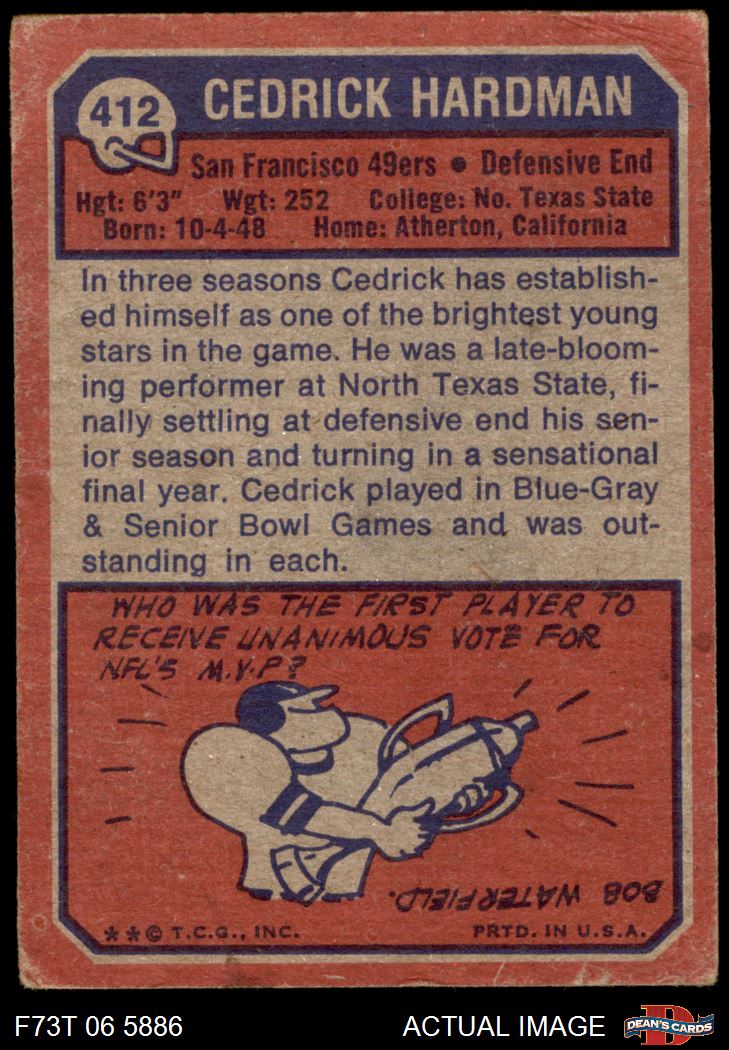 412
CEDRICK HARDMAN
San Francisco 49ers • Defensive End
Hgt: 6'3" Wgt: 252 College: No. Texas State
Born: 10-4-48 Home: Atherton, California
In three seasons Cedrick has establish-
ed himself as one of the brightest young
stars in the game. He was a late-bloom-
ing performer at North Texas State, fi-
nally settling at defensive end his sen-
ior season and turning in a sensational
final year. Cedrick played in Blue-Gray
& Senior Bowl Games and was out-
standing in each.
WHO WAS THE FIRST PLAYER TO
RECEIVE UNANIMOUS VOTE FOR
NFL'S M.V.P?
BOB WATERFIELD.
**© T.C.G., INC. PRTD. IN U.S.A.
F73T 06 5886 ACTUAL IMAGE
D
DEAN'S CARDS